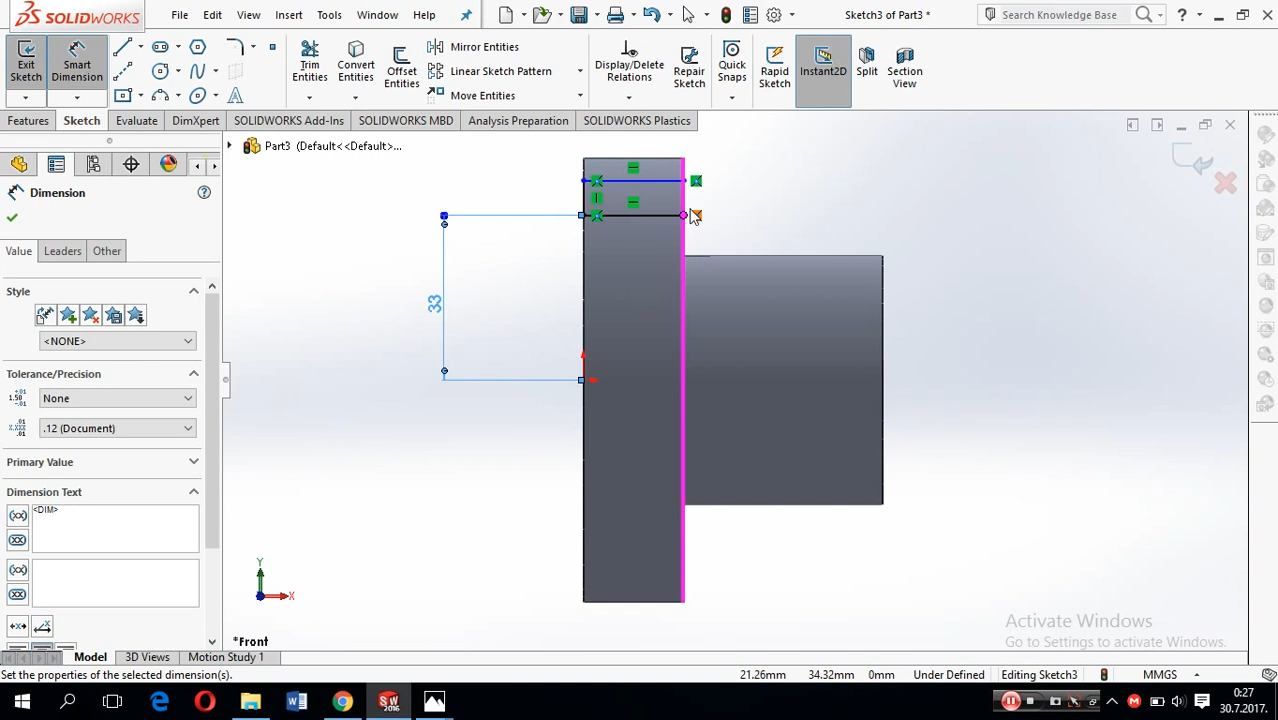 SOLIDWORKS
File Edit View Insert Tools Window Help
Sketch3 of Part3 *
Search Knowledge Base
?
Exit Sketch
Smart Dimension
Trim Entities
Convert Entities
Offset Entities
Mirror Entities
Linear Sketch Pattern
Move Entities
Display/Delete Relations
Repair Sketch
Quick Snaps
Rapid Sketch
Instant2D
Split
Section View
Features Sketch Evaluate DimXpert SOLIDWORKS Add-Ins SOLIDWORKS MBD Analysis Preparation SOLIDWORKS Plastics
Part3 (Default<<Default>...
Dimension
Value Leaders Other
Style
<NONE>
Tolerance/Precision
None
.12 (Document)
Primary Value
Dimension Text
<DIM>
33
Y
X
*Front
Activate Windows
Go to Settings to activate Windows.
Model 3D Views Motion Study 1
Set the properties of the selected dimension(s).
21.26mm 34.32mm 0mm Under Defined Editing Sketch3 MMGS
0:27
30.7.2017.